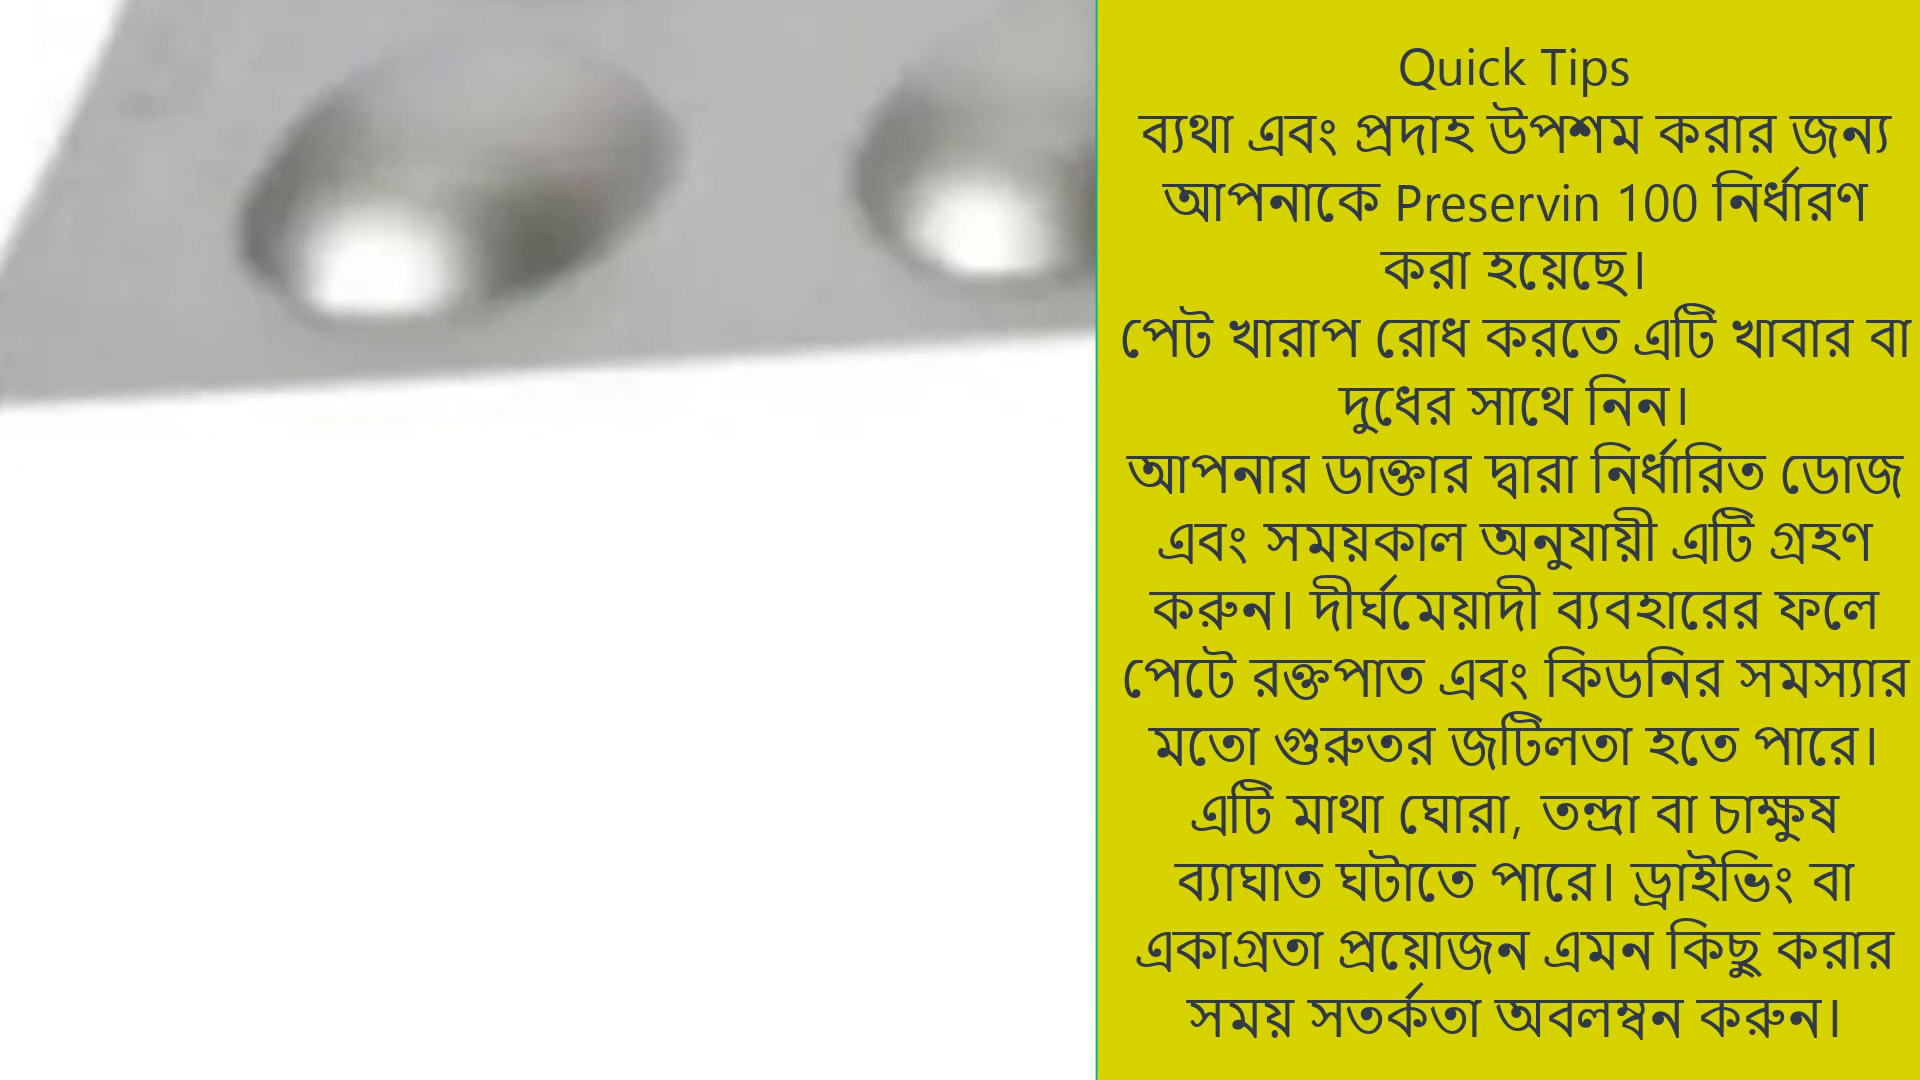 Quick Tips
ব্যথা এবং প্রদাহ উপশম করার জন্য
আপনাকে Preservin 100 নির্ধারণ
করা হয়েছে।
পেট খারাপ রোধ করতে এটি খাবার বা
দুধের সাথে নিন।
আপনার ডাক্তার দ্বারা নির্ধারিত ডোজ
এবং সময়কাল অনুযায়ী এটি গ্রহণ
করুন। দীর্ঘমেয়াদী ব্যবহারের ফলে
পেটে রক্তপাত এবং কিডনির সমস্যার
মতো গুরুতর জটিলতা হতে পারে।
এটি মাথা ঘোরা, তন্দ্রা বা চাক্ষুষ
ব্যাঘাত ঘটাতে পারে। ড্রাইভিং বা
একাগ্রতা প্রয়োজন এমন কিছু করার
সময় সতর্কতা অবলম্বন করুন।